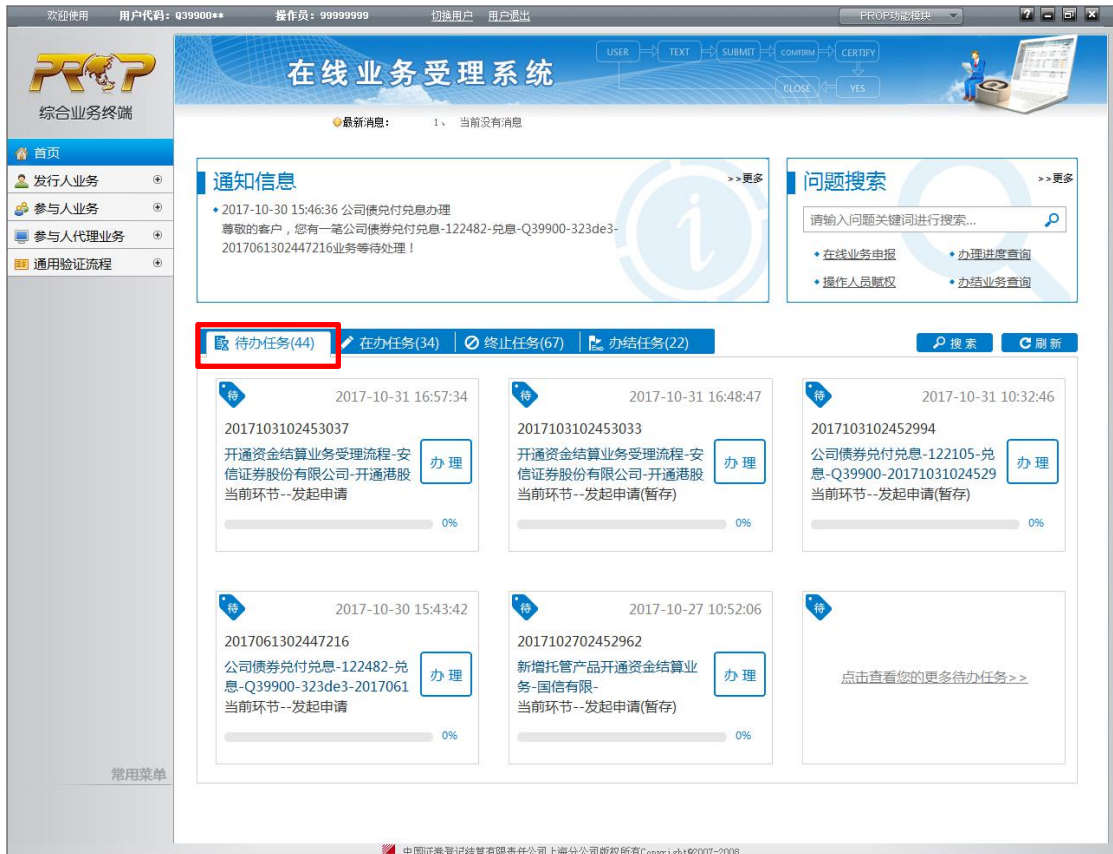 欢迎使用 用户代码：Q39900** 操作员：99999999 切换用户 用户退出 PROP功能模块
PROP
综合业务终端
在线业务受理系统
USER TEXT SUBMIT COMFIRM CERTIFY
CLOSE YES
最新消息： 1、 当前没有消息
首页
发行人业务
参与人业务
参与人代理业务
通用验证流程
常用菜单
通知信息 >>更多
2017-10-30 15:46:36 公司债兑付兑息办理
尊敬的客户，您有一笔公司债券兑付兑息-122482-兑息-Q39900-323de3-
2017061302447216业务等待处理！
问题搜索 >>更多
请输入问题关键词进行搜索...
在线业务申报 办理进度查询
操作人员赋权 办结业务查询
待办任务(44) 在办任务(34) 终止任务(67) 办结任务(22) 搜索 刷新
待 2017-10-31 16:57:34
2017103102453037
开通资金结算业务受理流程-安
信证券股份有限公司-开通港股
当前环节--发起申请
办理
0%
待 2017-10-31 16:48:47
2017103102453033
开通资金结算业务受理流程-安
信证券股份有限公司-开通港股
当前环节--发起申请(暂存)
办理
0%
待 2017-10-31 10:32:46
2017103102452994
公司债券兑付兑息-122105-兑
息-Q39900-20171031024529
当前环节--发起申请(暂存)
办理
0%
待 2017-10-30 15:43:42
2017061302447216
公司债券兑付兑息-122482-兑
息-Q39900-323de3-2017061
当前环节--发起申请
办理
0%
待 2017-10-27 10:52:06
2017102702452962
新增托管产品开通资金结算业
务-国信有限-
当前环节--发起申请(暂存)
办理
0%
待
点击查看您的更多待办任务>>
中国证券登记结算有限责任公司上海分公司版权所有Copyright©2007-2008